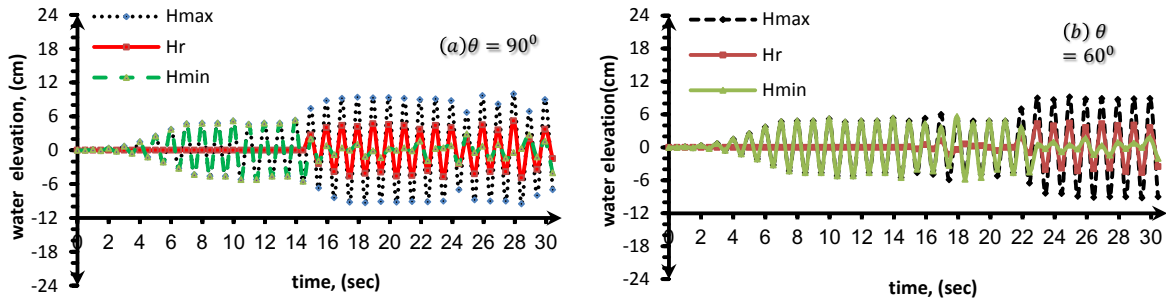 24
18
12
6
0
-6
-12
-18
-24
water elevation, (cm)
Hmax
Hr
Hmin
(a)θ = 90⁰
0 2 4 6 8 10 12 14 16 18 20 22 24 26 28 30
time, (sec)
24
18
12
6
0
-6
-12
-18
-24
water elevation(cm)
Hmax
Hr
Hmin
(b) θ
= 60⁰
0 2 4 6 8 10 12 14 16 18 20 22 24 26 28 30
time, (sec)